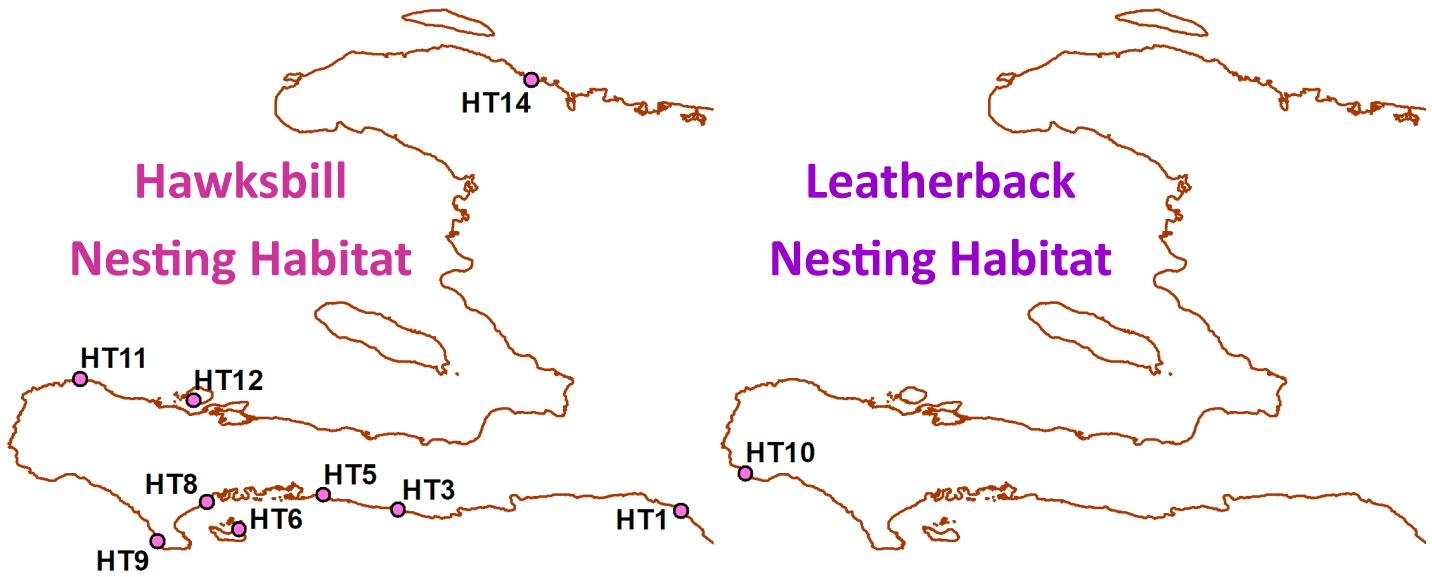 HT14
Hawksbill
Nesting Habitat
HT11
HT12
HT5
HT8
HT3
HT6
HT1
HT9
Leatherback
Nesting Habitat
HT10